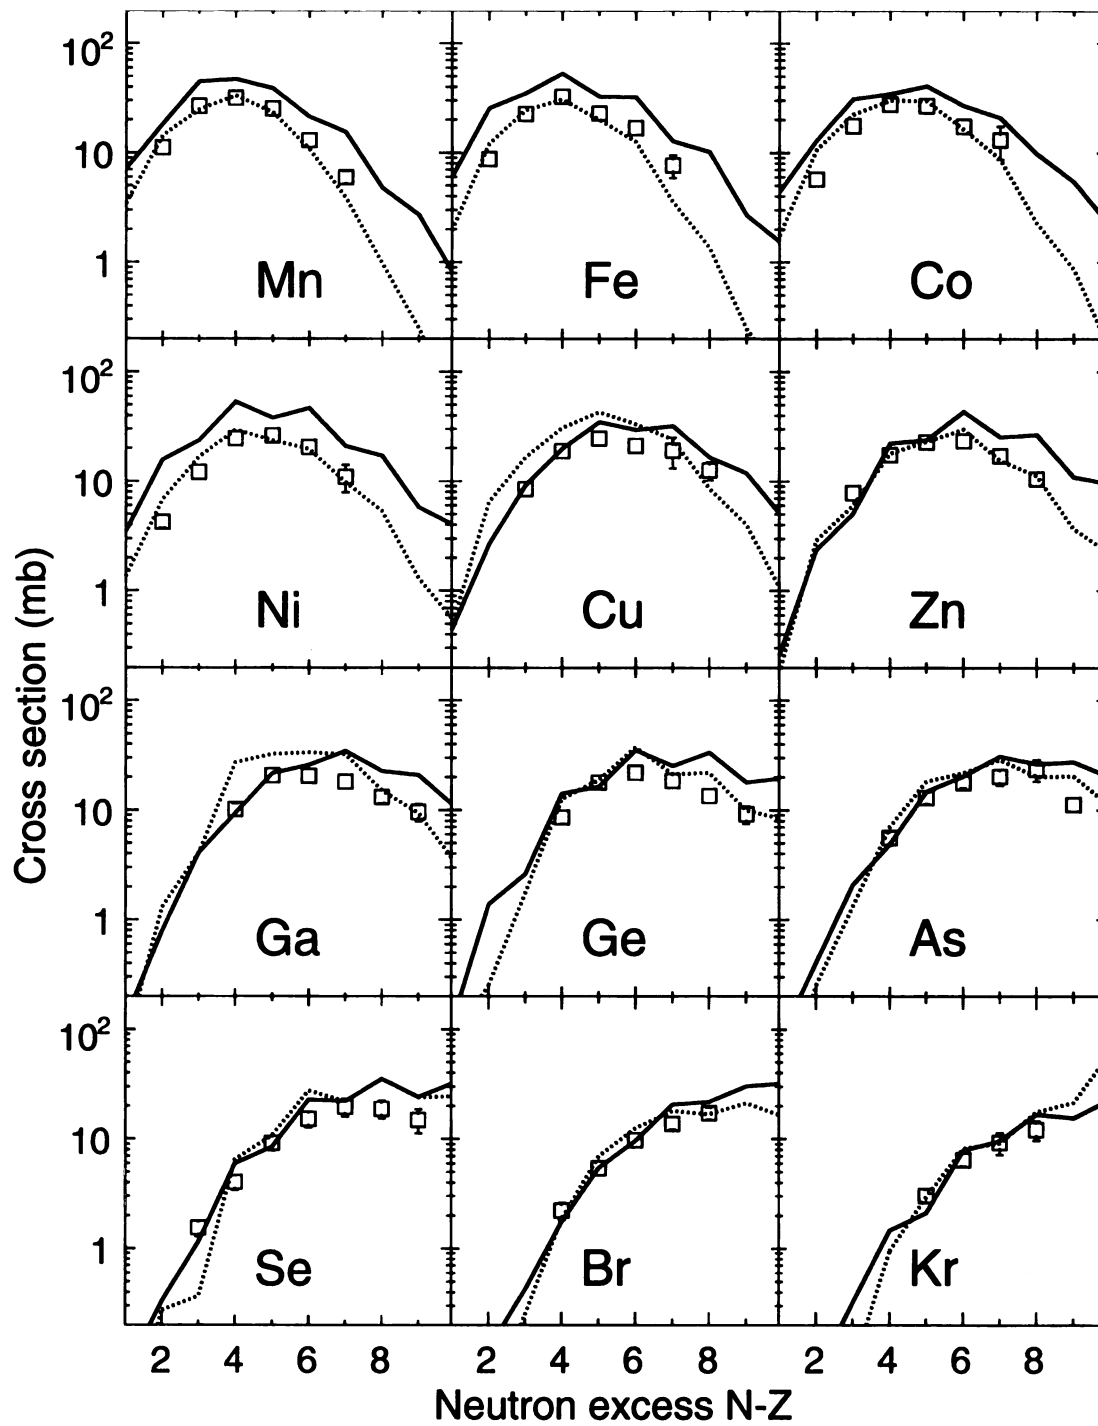 10²
10
1
Mn
Fe
Co
10²
10
1
Ni
Cu
Zn
10²
10
1
Ga
Ge
As
10²
10
1
Se
Br
Kr
2 4 6 8 2 4 6 8 2 4 6 8
Neutron excess N-Z
Cross section (mb)